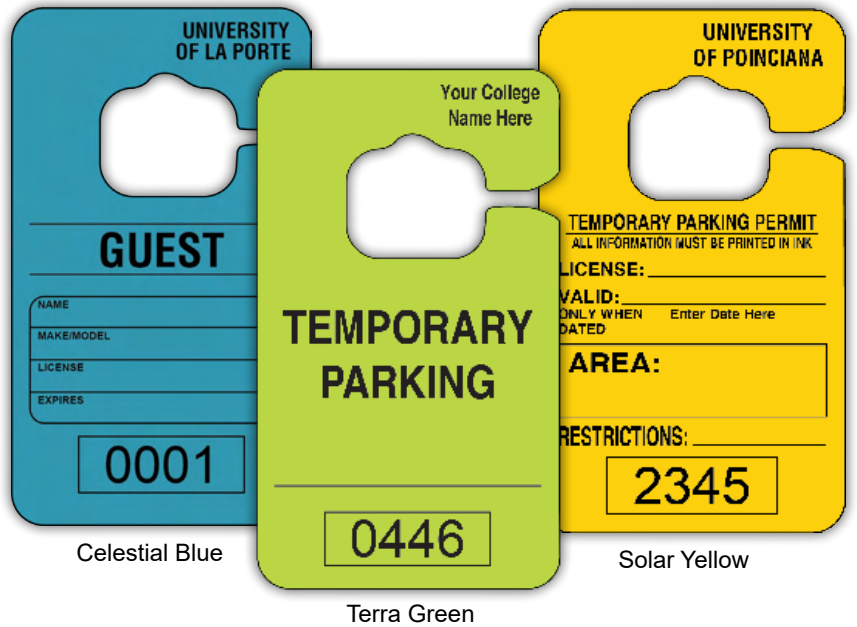 UNIVERSITY
OF LA PORTE
GUEST
NAME
MAKE/MODEL
LICENSE
EXPIRES
0001
Celestial Blue
Your College
Name Here
TEMPORARY
PARKING
0446
Terra Green
UNIVERSITY
OF POINCIANA
TEMPORARY PARKING PERMIT
ALL INFORMATION MUST BE PRINTED IN INK
LICENSE:
VALID:
ONLY WHEN Enter Date Here
DATED
AREA:
RESTRICTIONS:
2345
Solar Yellow